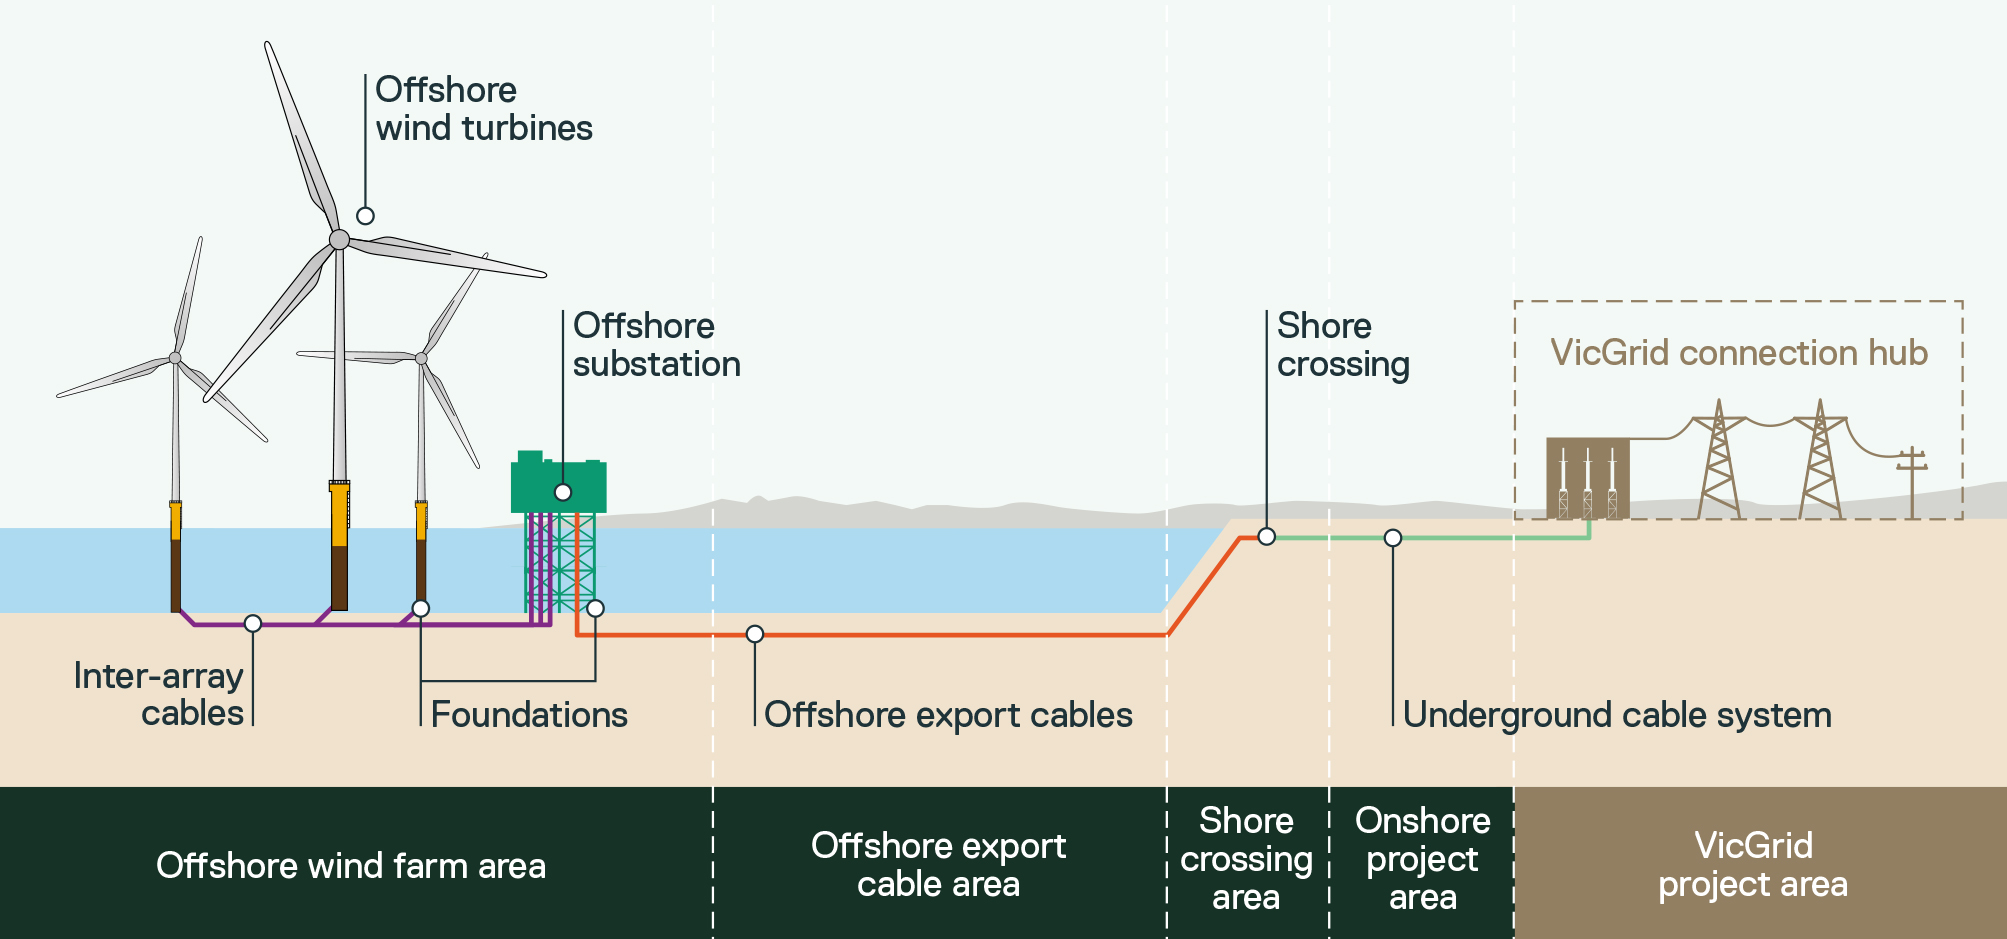 Offshore
wind turbines
Offshore
substation
Shore
crossing
VicGrid connection hub
Inter-array
cables
Foundations
Offshore export cables
Underground cable system
Offshore wind farm area
Offshore export
cable area
Shore
crossing
area
Onshore
project
area
VicGrid
project area